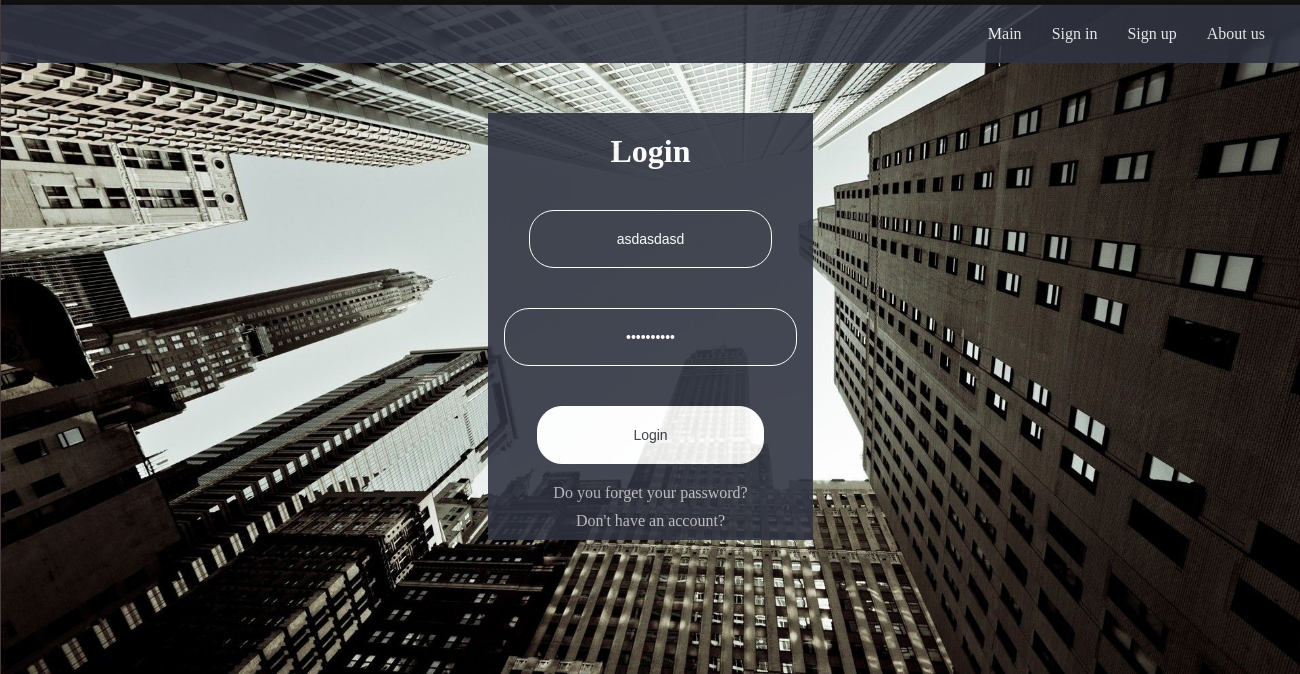 Main Sign in Sign up About us
Login
asdasdasd
••••••••••
Login
Do you forget your password?
Don't have an account?